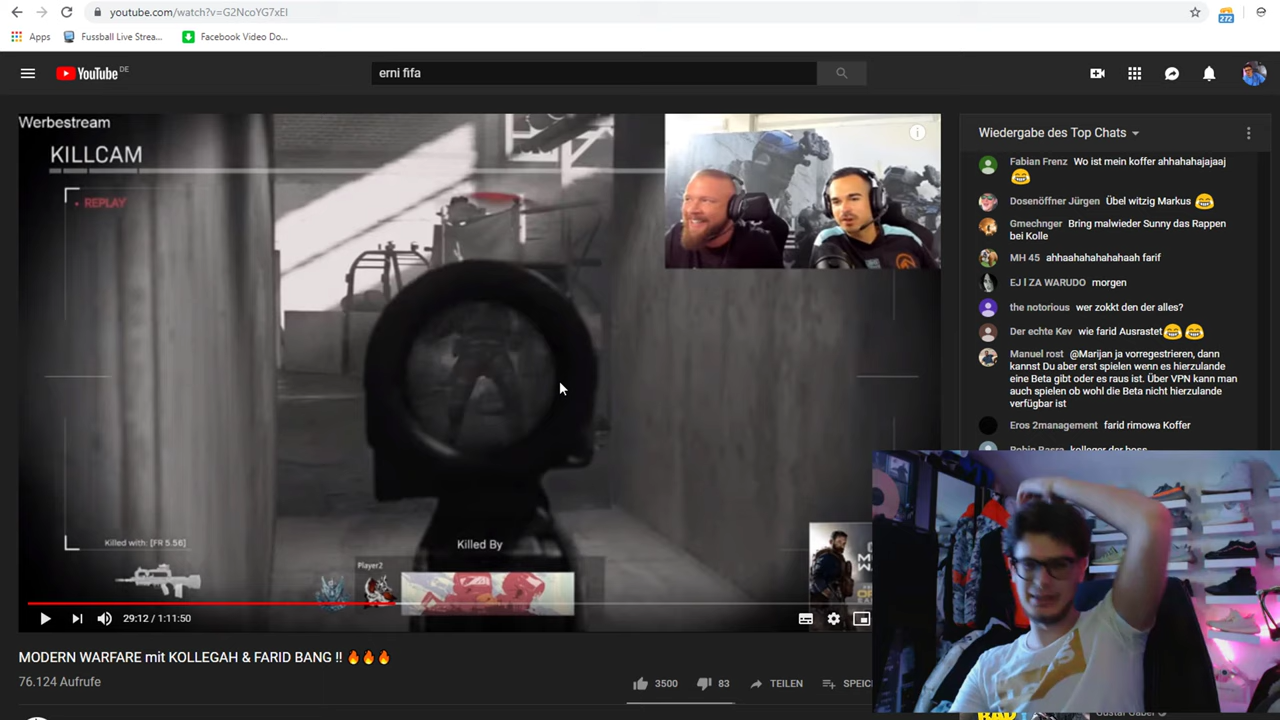 youtube.com/watch?v=G2NcoYG7xEI
272
Apps
Fussball Live Strea...
Facebook Video Do...
YouTube DE
erni fifa
Werbestream
KILLCAM
• REPLAY
Killed with: [FR 5.56]
Killed By
Player2
29:12 / 1:11:50
MODERN WARFARE mit KOLLEGAH & FARID BANG !! 🔥🔥🔥
76.124 Aufrufe
3500
83
TEILEN
SPEIC
Wiedergabe des Top Chats
Fabian Frenz Wo ist mein koffer ahhahahajajaaj
😂
Dosenöffner Jürgen Übel witzig Markus 😂
Gmechnger Bring malwieder Sunny das Rappen
bei Kolle
MH 45 ahhaahahahahaah farif
EJ l ZA WARUDO morgen
the notorious wer zokkt den der alles?
Der echte Kev wie farid Ausrastet😂 😂
Manuel rost @Marijan ja vorregestrieren, dann
kannst Du aber erst spielen wenn es hierzulande
eine Beta gibt oder es raus ist. Über VPN kann man
auch spielen ob wohl die Beta nicht hierzulande
verfügbar ist
Eros 2management farid rimowa Koffer